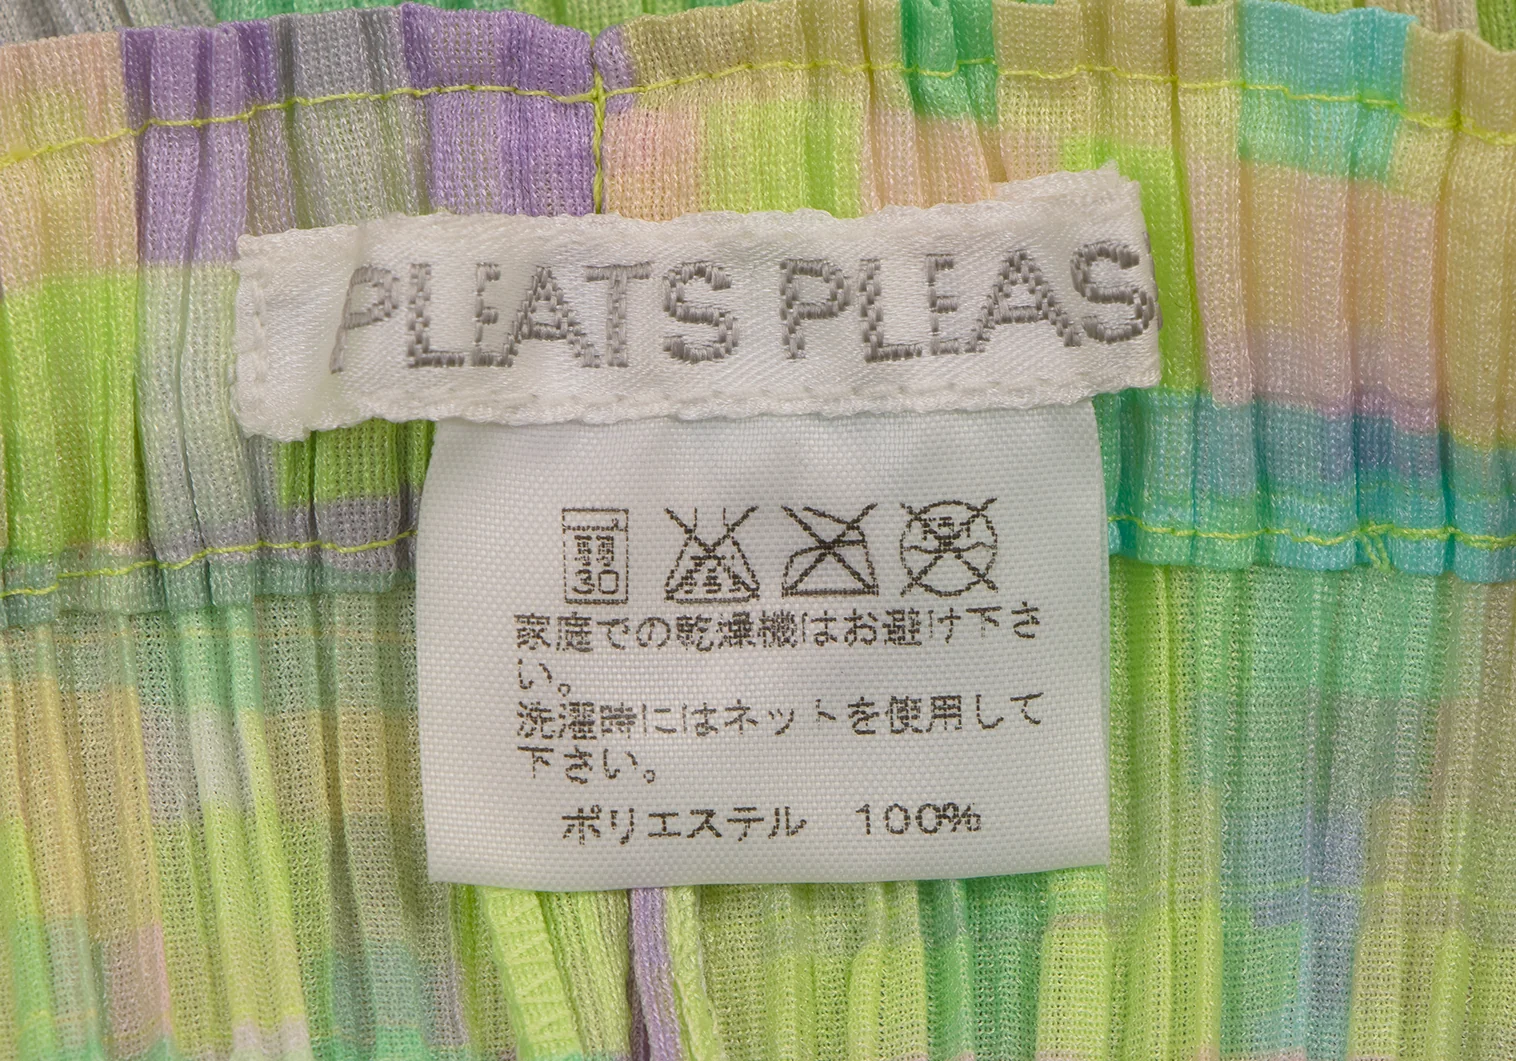 PLEATS PLEAS
30
家庭での乾燥機はお避け下さ
い。
洗濯時にはネットを使用して
下さい。
ポリエステル 100%